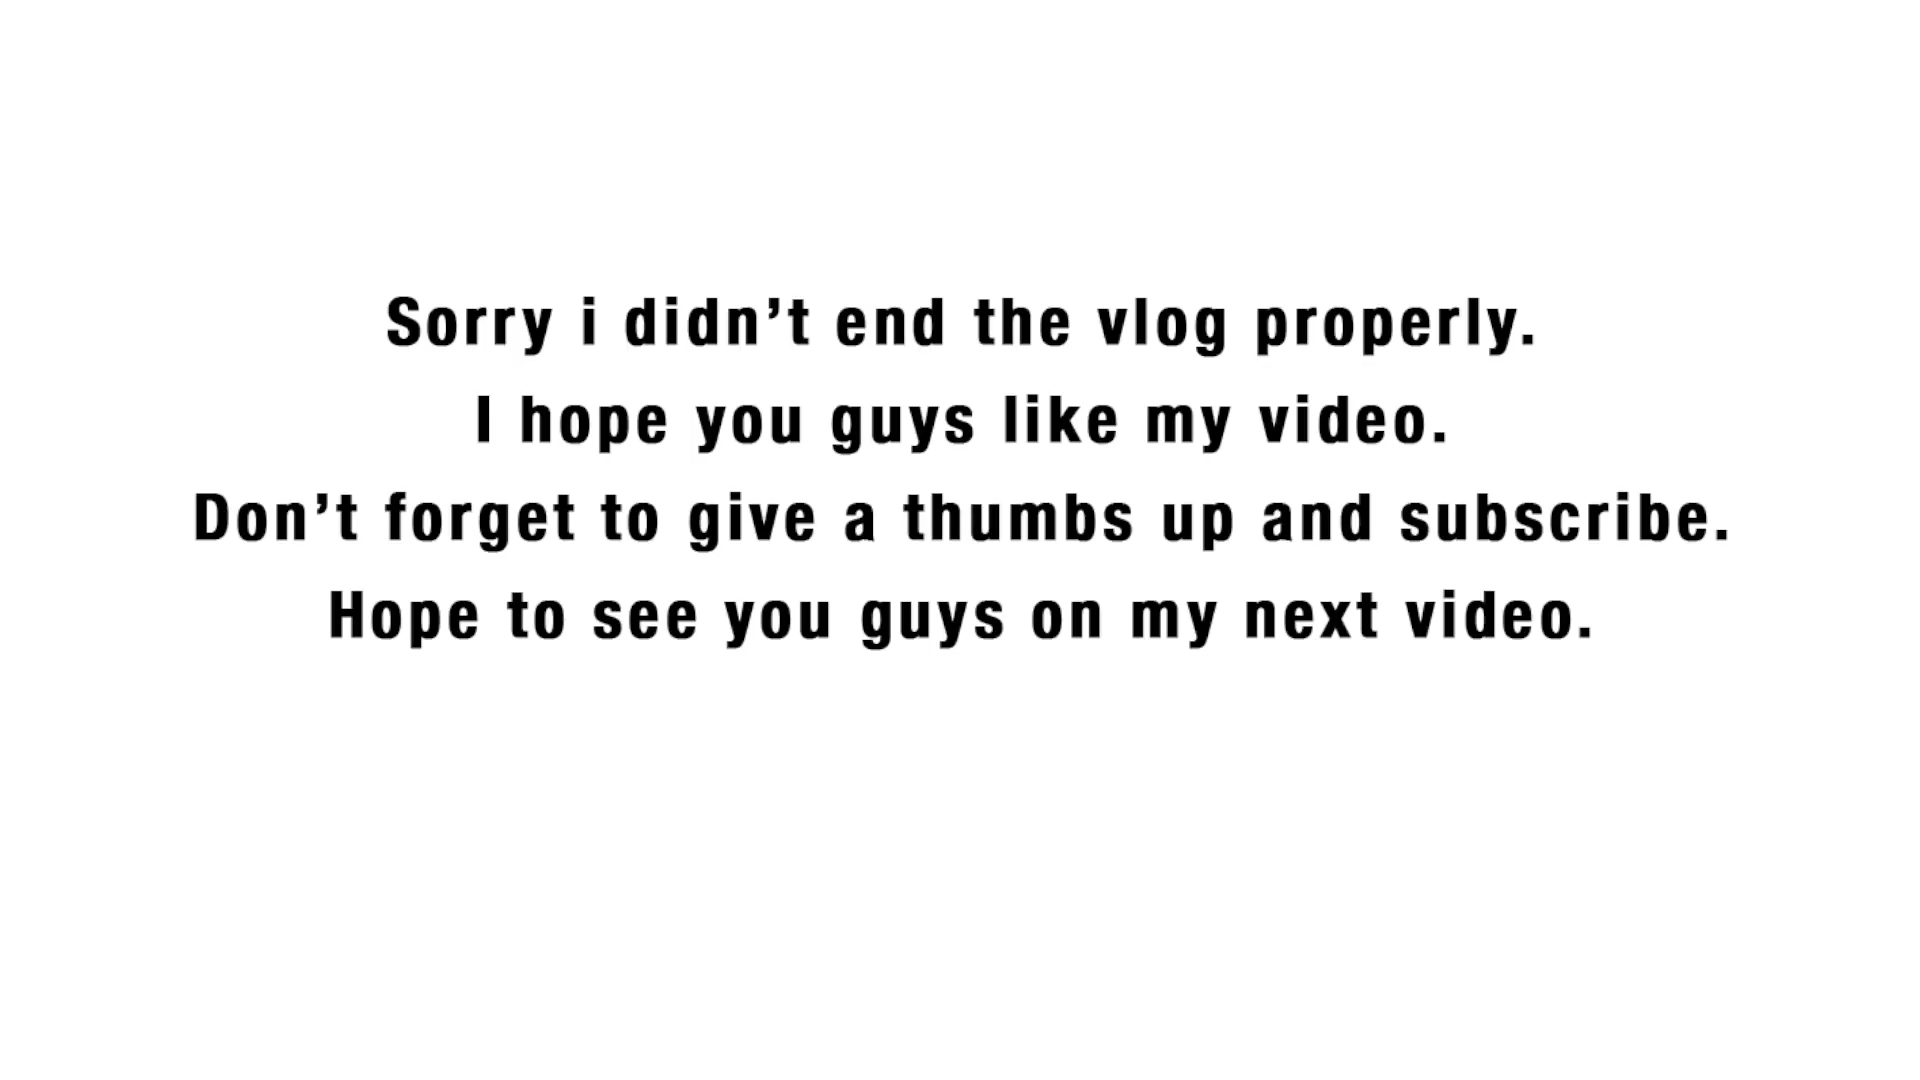 Sorry i didn’t end the vlog properly.
I hope you guys like my video.
Don’t forget to give a thumbs up and subscribe.
Hope to see you guys on my next video.